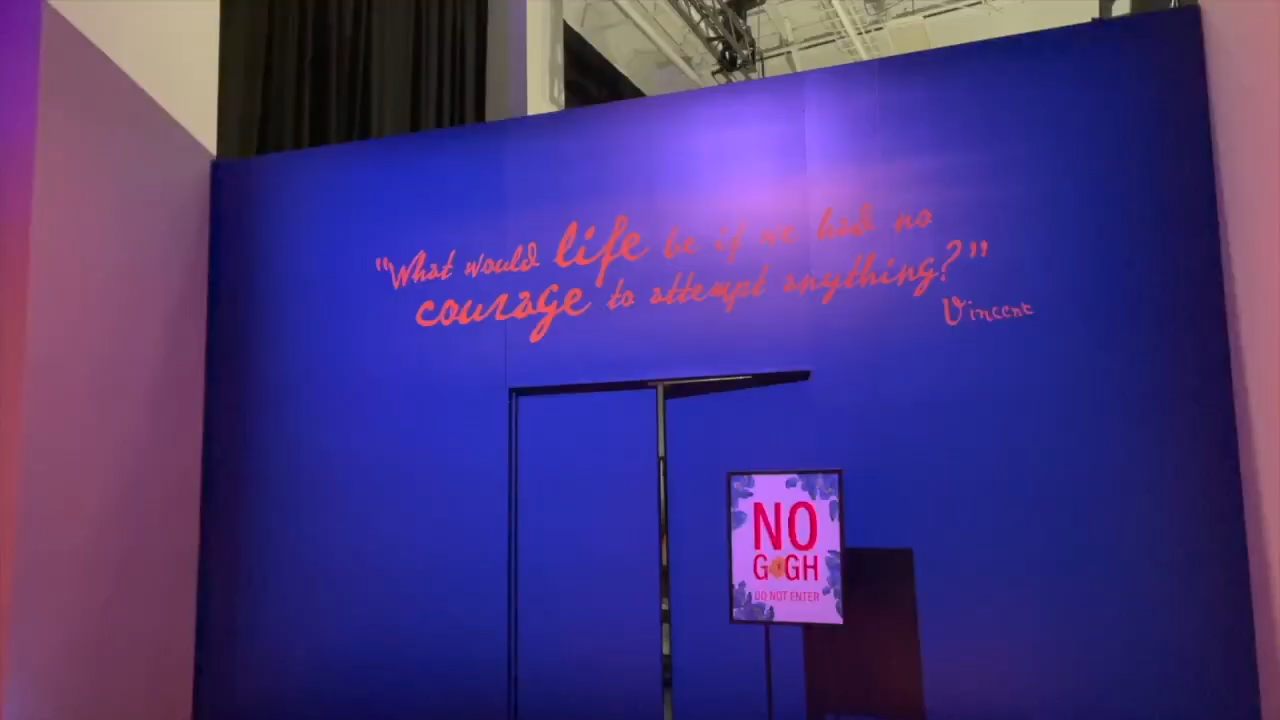 "What would life be if we had no
courage to attempt anything?"
Vincent
NO
GOGH
DO NOT ENTER